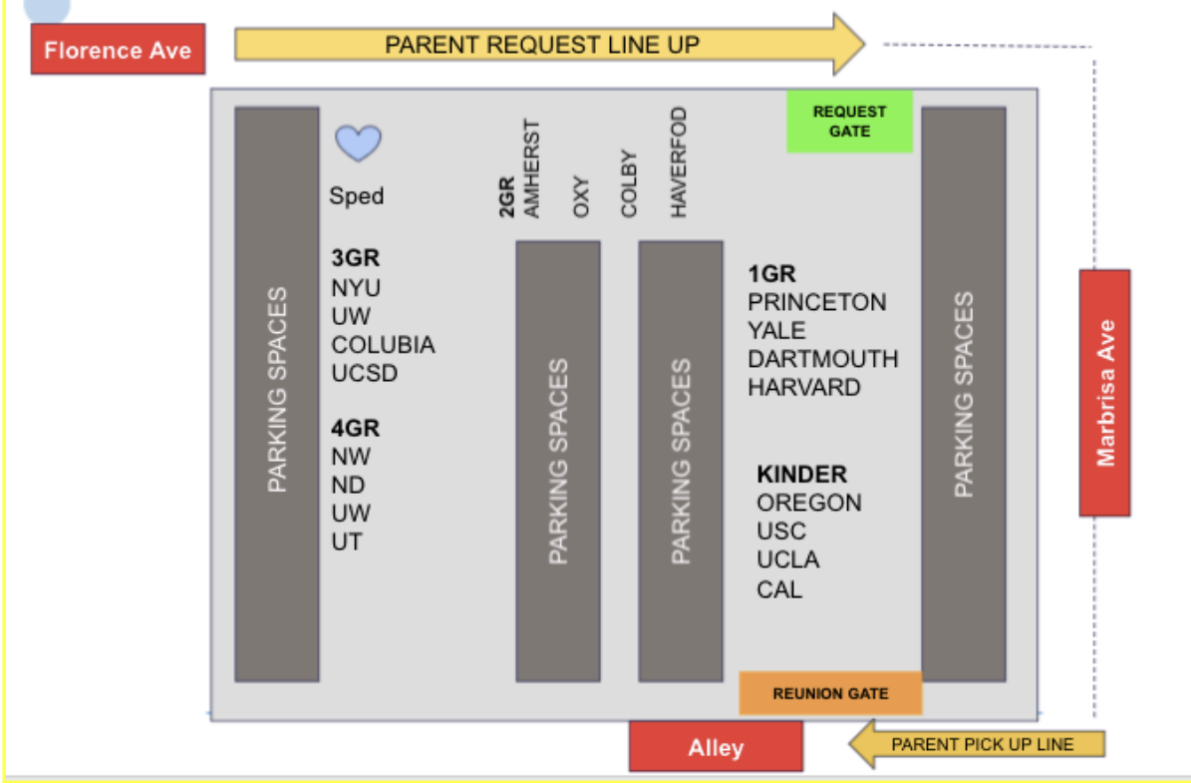 Florence Ave
PARENT REQUEST LINE UP
REQUEST
GATE
Sped
2GR
AMHERST
OXY
COLBY
HAVERFOD
3GR
NYU
UW
COLUBIA
UCSD
4GR
NW
ND
UW
UT
1GR
PRINCETON
YALE
DARTMOUTH
HARVARD
KINDER
OREGON
USC
UCLA
CAL
PARKING SPACES
PARKING SPACES
PARKING SPACES
PARKING SPACES
Marbrisa Ave
REUNION GATE
Alley
PARENT PICK UP LINE